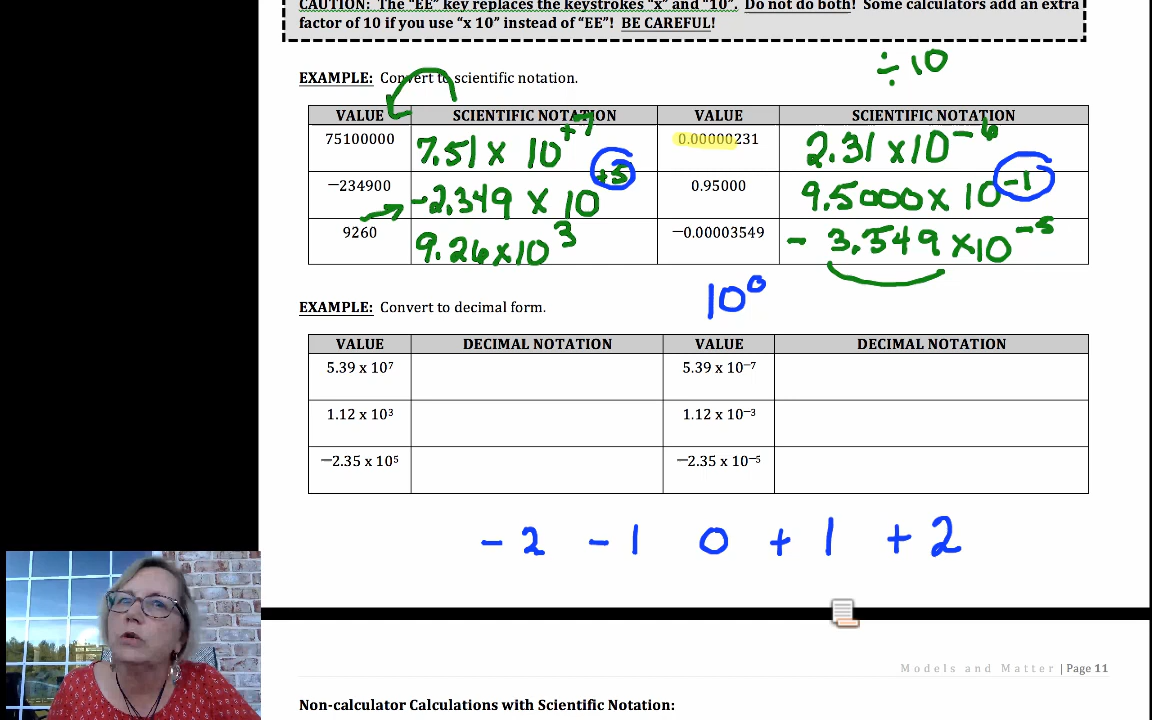 CAUTION: The "EE" key replaces the keystrokes "x" and "10". Do not do both! Some calculators add an extra
factor of 10 if you use "x 10" instead of "EE"! BE CAREFUL!
÷ 10
EXAMPLE: Convert to scientific notation.
VALUE SCIENTIFIC NOTATION VALUE SCIENTIFIC NOTATION
75100000 7.51 x 10⁺⁷ 0.00000231 2.31 x 10⁻⁶
−234900 -2.349 x 10⁺⁵ 0.95000 9.5000 x 10⁻¹
9260 9.26 x 10³ −0.00003549 - 3.549 x 10⁻⁵
10⁰
EXAMPLE: Convert to decimal form.
VALUE DECIMAL NOTATION VALUE DECIMAL NOTATION
5.39 x 10⁷ 5.39 x 10⁻⁷
1.12 x 10³ 1.12 x 10⁻³
−2.35 x 10⁵ −2.35 x 10⁻⁵
-2 -1 0 +1 +2
Models and Matter | Page 11
Non-calculator Calculations with Scientific Notation: